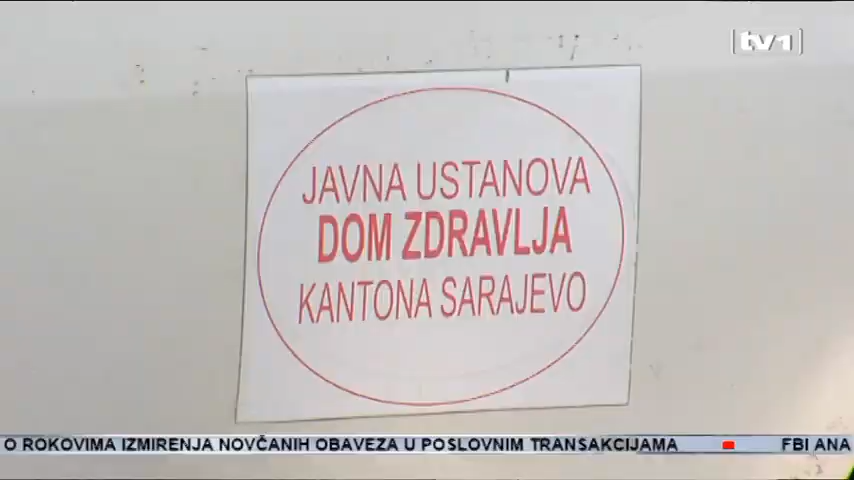 [tv1]
JAVNA USTANOVA
DOM ZDRAVLJA
KANTONA SARAJEVO
O ROKOVIMA IZMIRENJA NOVČANIH OBAVEZA U POSLOVNIM TRANSAKCIJAMA
FBI ANA